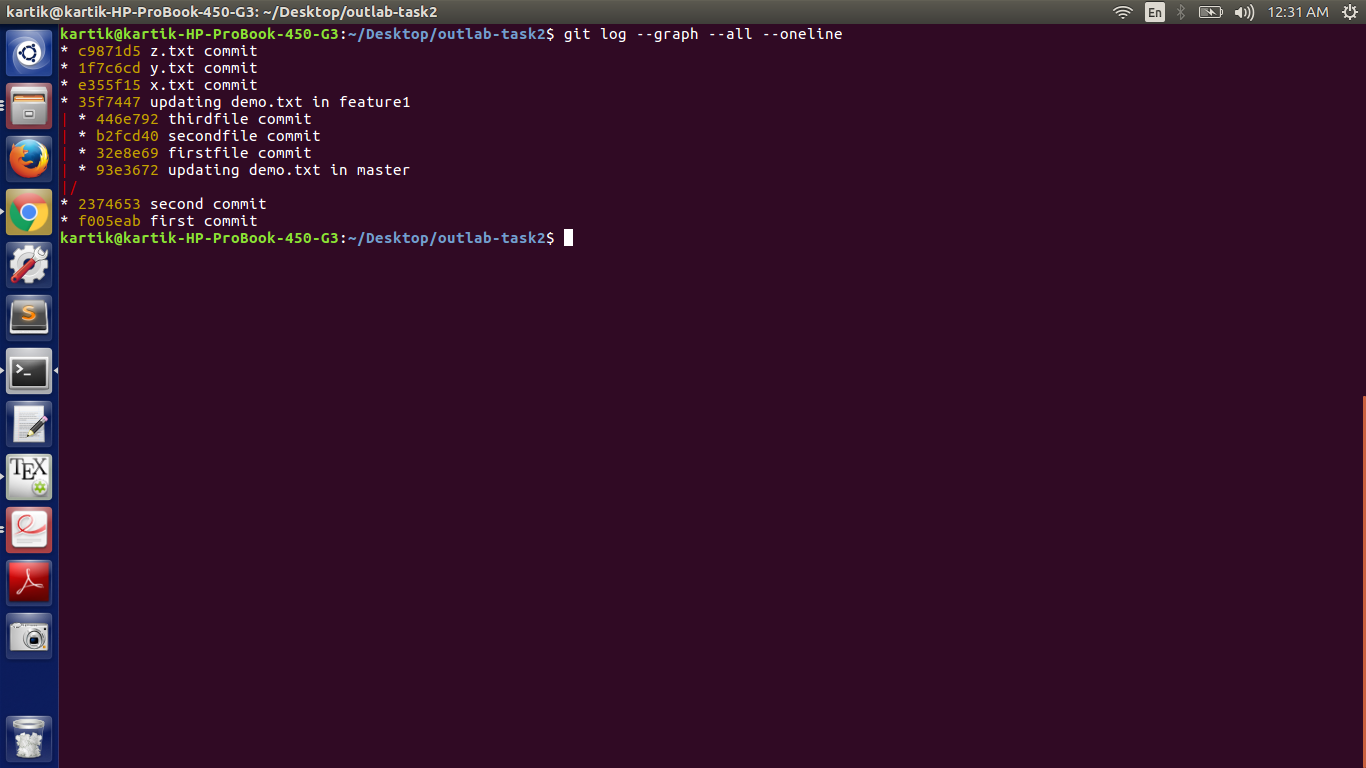 kartik@kartik-HP-ProBook-450-G3: ~/Desktop/outlab-task2
En
12:31 AM
kartik@kartik-HP-ProBook-450-G3:~/Desktop/outlab-task2$ git log --graph --all --oneline
* c9871d5 z.txt commit
* 1f7c6cd y.txt commit
* e355f15 x.txt commit
* 35f7447 updating demo.txt in feature1
| * 446e792 thirdfile commit
| * b2fcd40 secondfile commit
| * 32e8e69 firstfile commit
| * 93e3672 updating demo.txt in master
|/
* 2374653 second commit
* f005eab first commit
kartik@kartik-HP-ProBook-450-G3:~/Desktop/outlab-task2$
S
>_
TEX